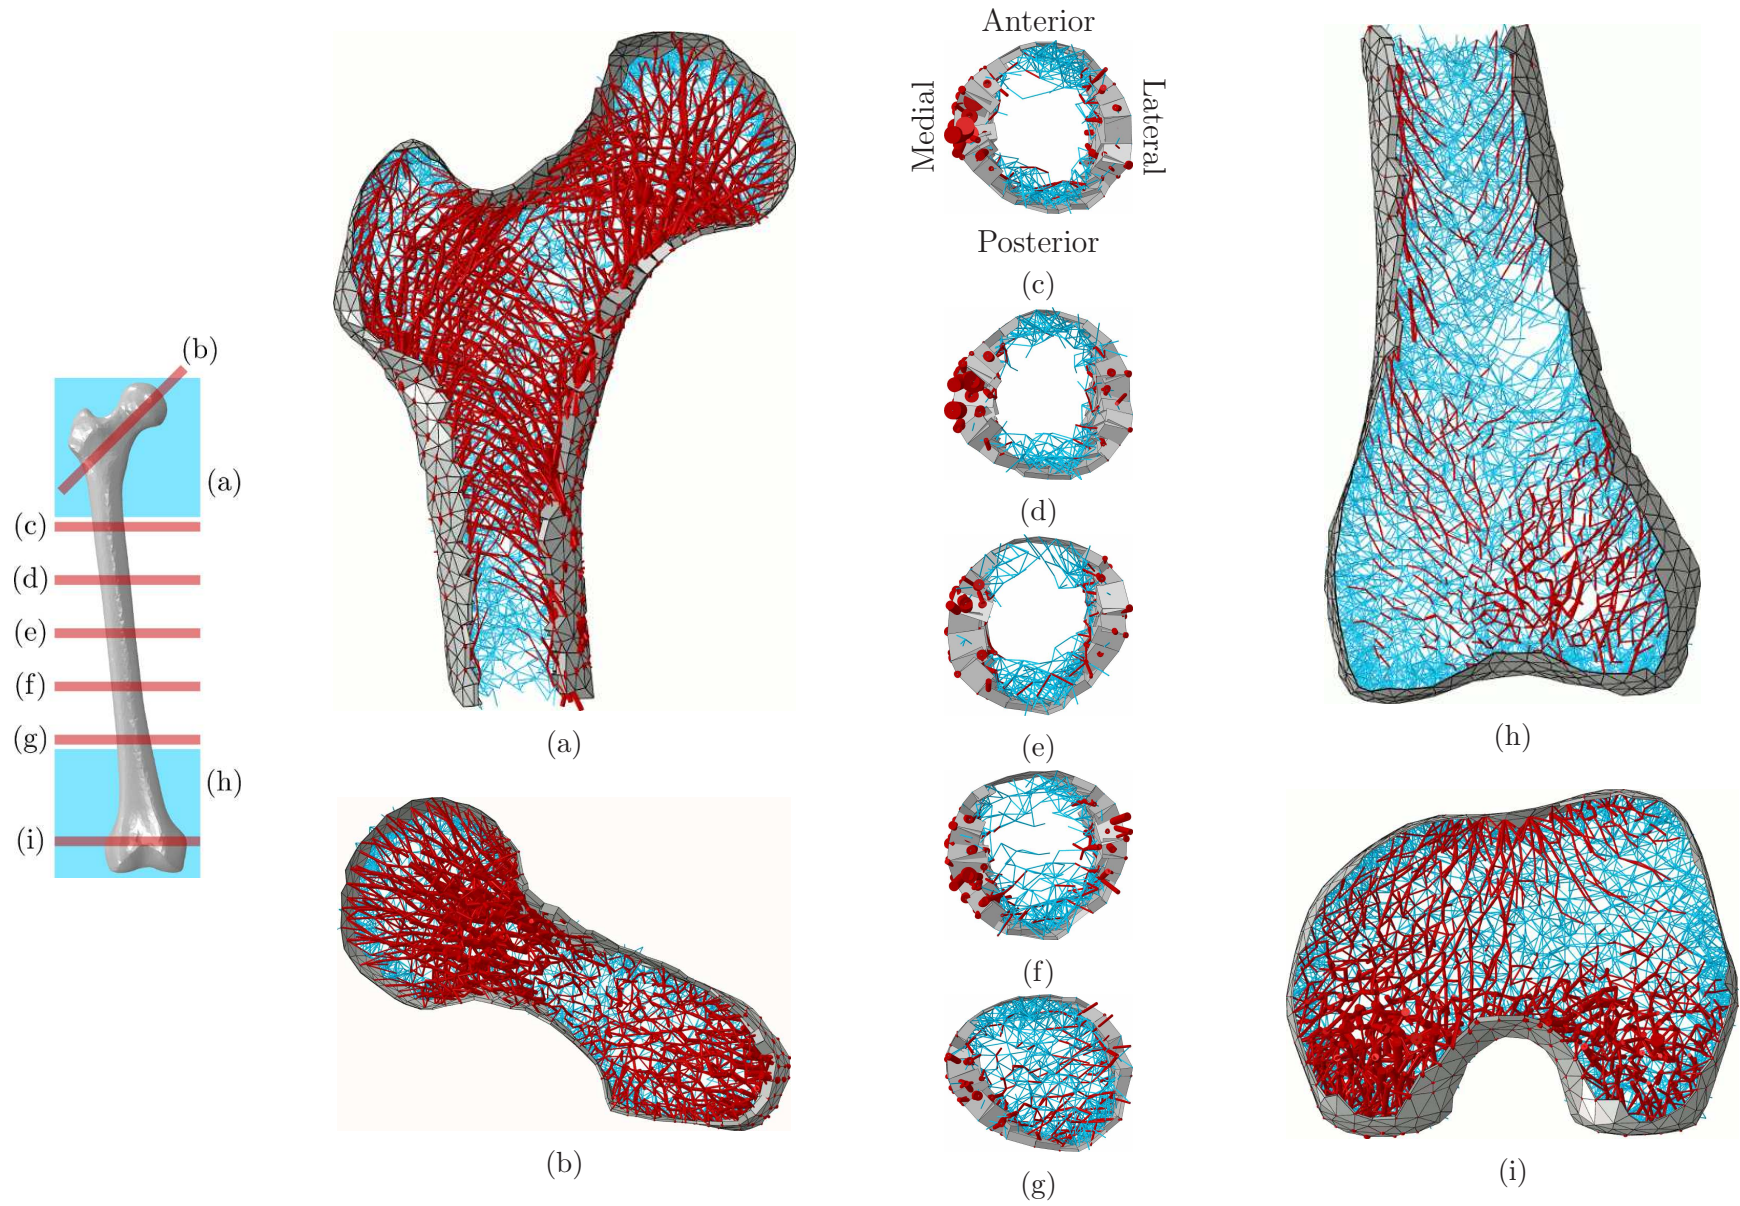 (b)
(a)
(c)
(d)
(e)
(f)
(g)
(h)
(i)
(a)
(b)
Anterior
Medial
Lateral
Posterior
(c)
(d)
(e)
(f)
(g)
(h)
(i)